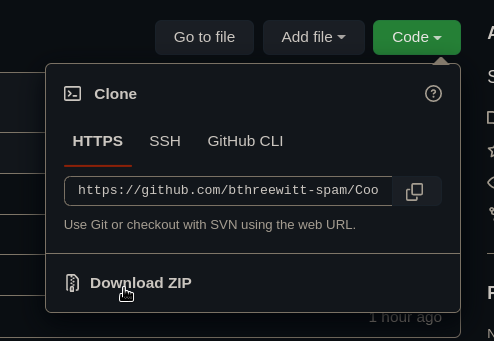 Go to file Add file Code
Clone
HTTPS SSH GitHub CLI
https://github.com/bthreewitt-spam/Coo
Use Git or checkout with SVN using the web URL.
Download ZIP
1 hour ago